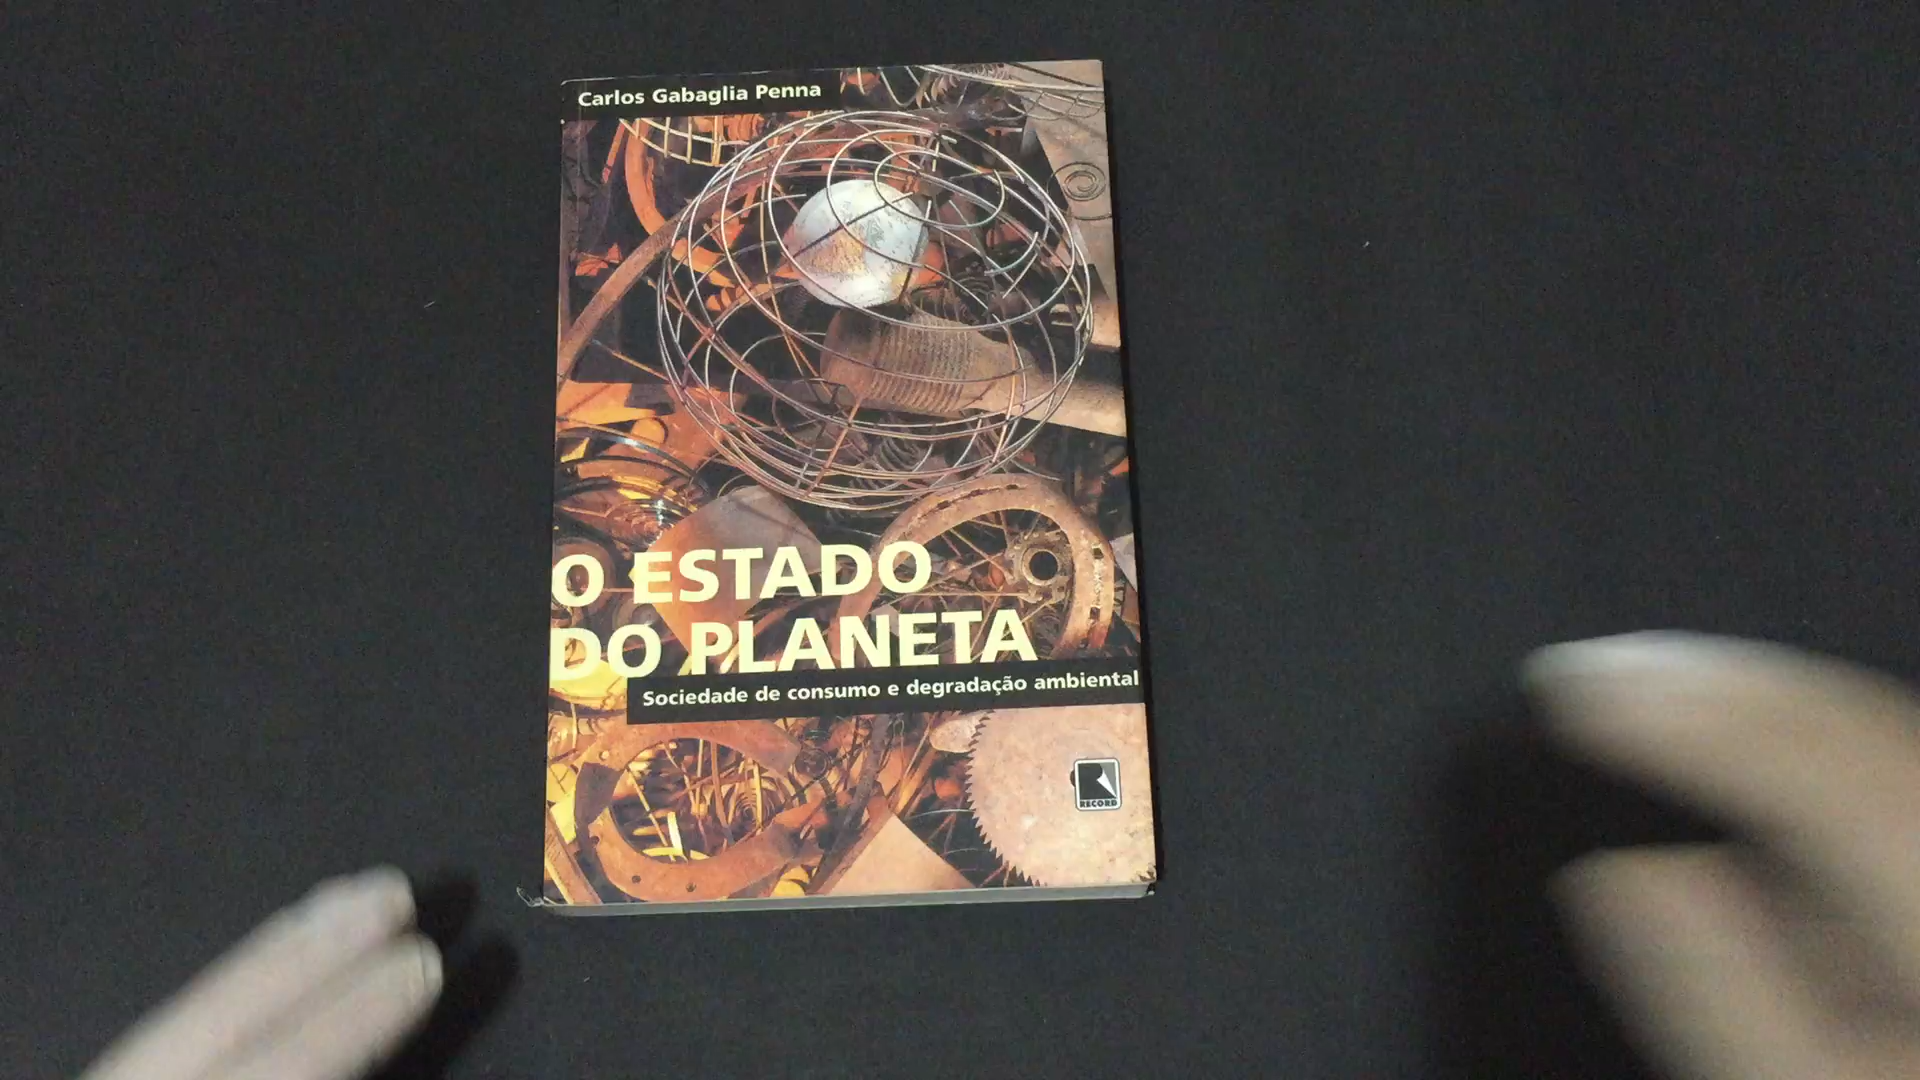 Carlos Gabaglia Penna
O ESTADO
DO PLANETA
Sociedade de consumo e degradação ambiental
RECORD